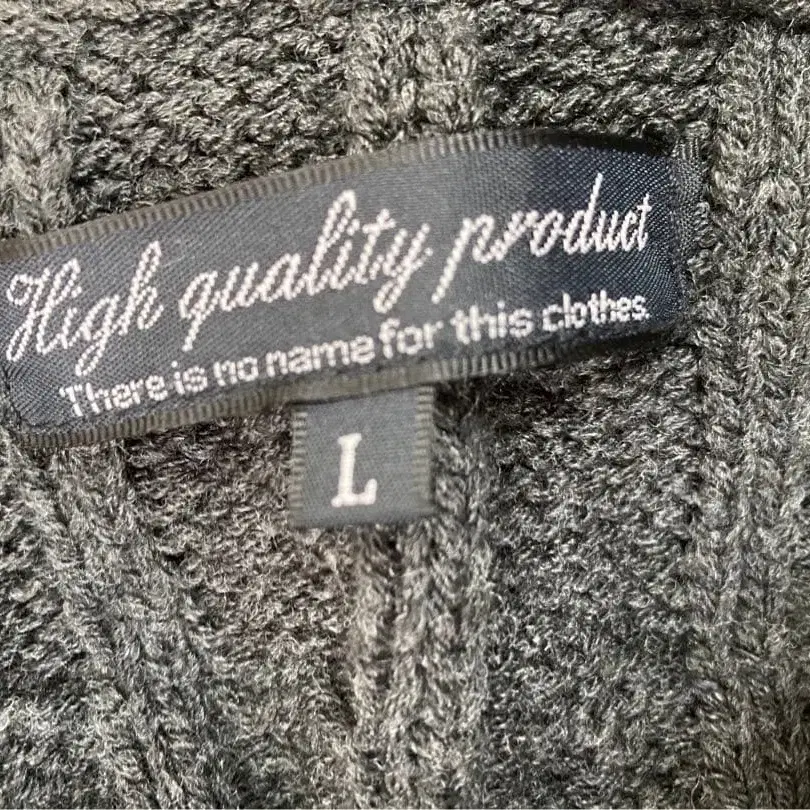 High quality product
There is no name for this clothes.
L